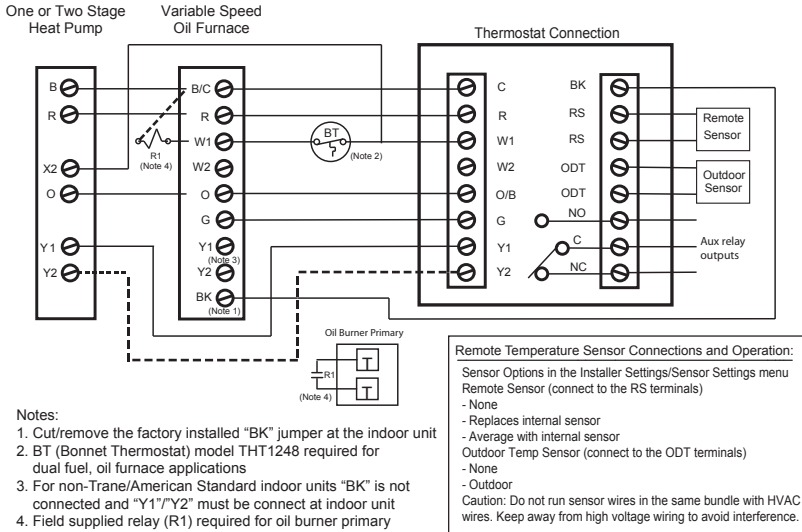 One or Two Stage
Heat Pump
Variable Speed
Oil Furnace
Thermostat Connection
B
R
X2
O
Y1
Y2
B/C
R
W1
W2
O
G
Y1
(Note 3)
Y2
BK
(Note 1)
R1
(Note 4)
BT
(Note 2)
C
R
W1
W2
O/B
G
Y1
Y2
BK
RS
RS
ODT
ODT
NO
C
NC
Remote
Sensor
Outdoor
Sensor
Aux relay
outputs
Oil Burner Primary
T
T
R1
(Note 4)
Notes:
1. Cut/remove the factory installed “BK” jumper at the indoor unit
2. BT (Bonnet Thermostat) model THT1248 required for
dual fuel, oil furnace applications
3. For non-Trane/American Standard indoor units “BK” is not
connected and “Y1”/”Y2” must be connect at indoor unit
4. Field supplied relay (R1) required for oil burner primary
Remote Temperature Sensor Connections and Operation:
Sensor Options in the Installer Settings/Sensor Settings menu
Remote Sensor (connect to the RS terminals)
- None
- Replaces internal sensor
- Average with internal sensor
Outdoor Temp Sensor (connect to the ODT terminals)
- None
- Outdoor
Caution: Do not run sensor wires in the same bundle with HVAC
wires. Keep away from high voltage wiring to avoid interference.